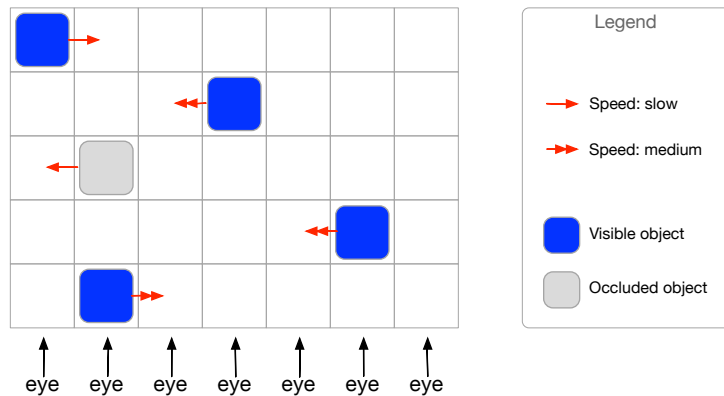 Legend
Speed: slow
Speed: medium
Visible object
Occluded object
eye eye eye eye eye eye eye